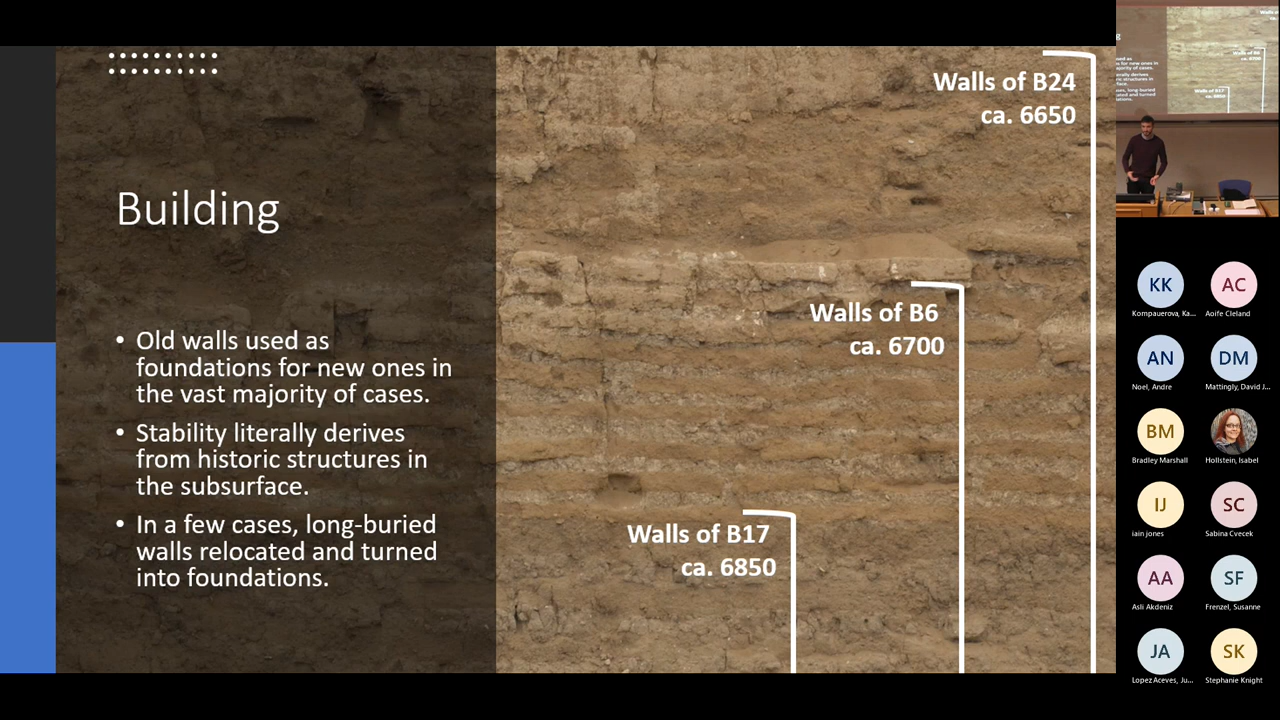 Building
• Old walls used as
foundations for new ones in
the vast majority of cases.
• Stability literally derives
from historic structures in
the subsurface.
• In a few cases, long-buried
walls relocated and turned
into foundations.
Walls of B24
ca. 6650
Walls of B6
ca. 6700
Walls of B17
ca. 6850
KK
Kompauerova, Ka...
AC
Aoife Cleland
AN
Noel, Andre
DM
Mattingly, David J...
BM
Bradley Marshall
Hollstein, Isabel
IJ
iain jones
SC
Sabina Cvecek
AA
Asli Akdeniz
SF
Frenzel, Susanne
JA
Lopez Aceves, Ju...
SK
Stephanie Knight